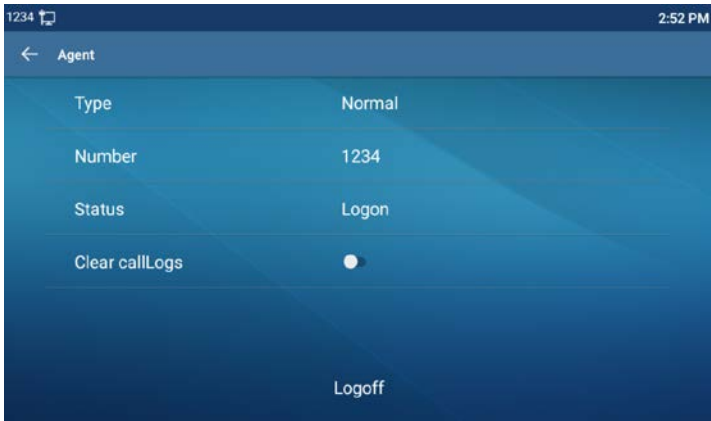 1234 2:52 PM
Agent
Type Normal
Number 1234
Status Logon
Clear callLogs
Logoff